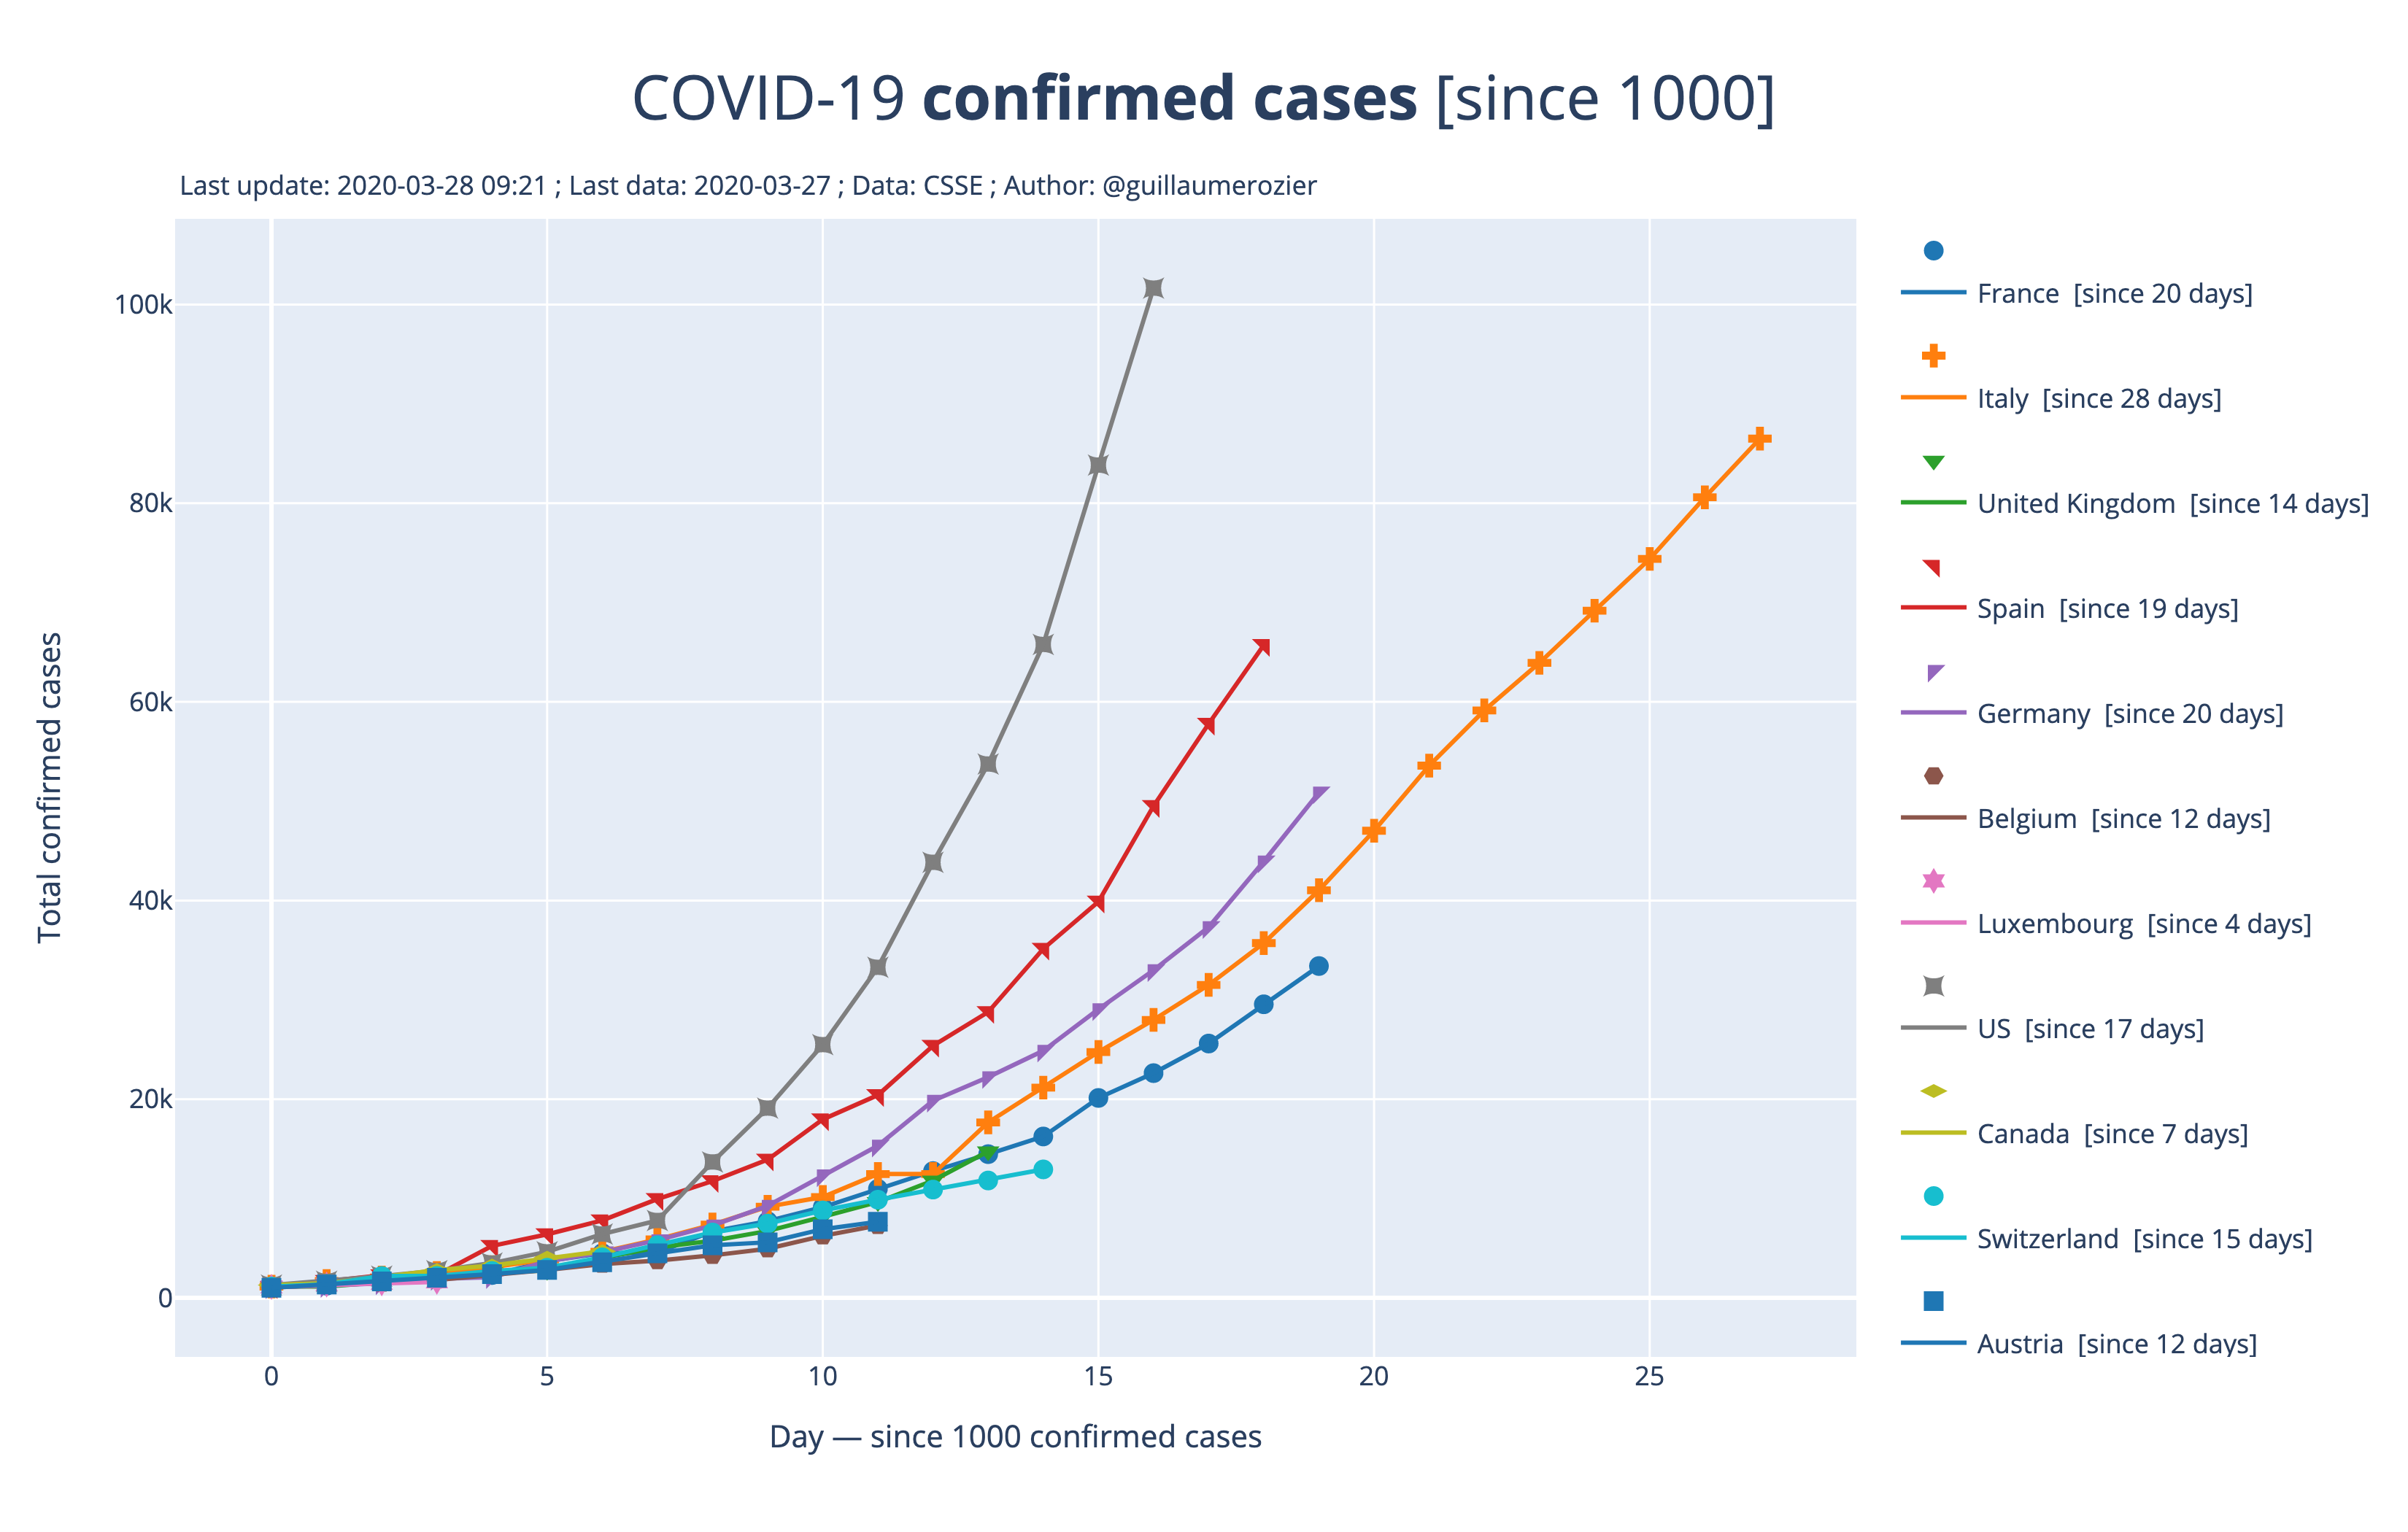 COVID-19 confirmed cases [since 1000]
Last update: 2020-03-28 09:21 ; Last data: 2020-03-27 ; Data: CSSE ; Author: @guillaumerozier
Total confirmed cases
100k
80k
60k
40k
20k
0
0 5 10 15 20 25
Day — since 1000 confirmed cases
France [since 20 days]
Italy [since 28 days]
United Kingdom [since 14 days]
Spain [since 19 days]
Germany [since 20 days]
Belgium [since 12 days]
Luxembourg [since 4 days]
US [since 17 days]
Canada [since 7 days]
Switzerland [since 15 days]
Austria [since 12 days]